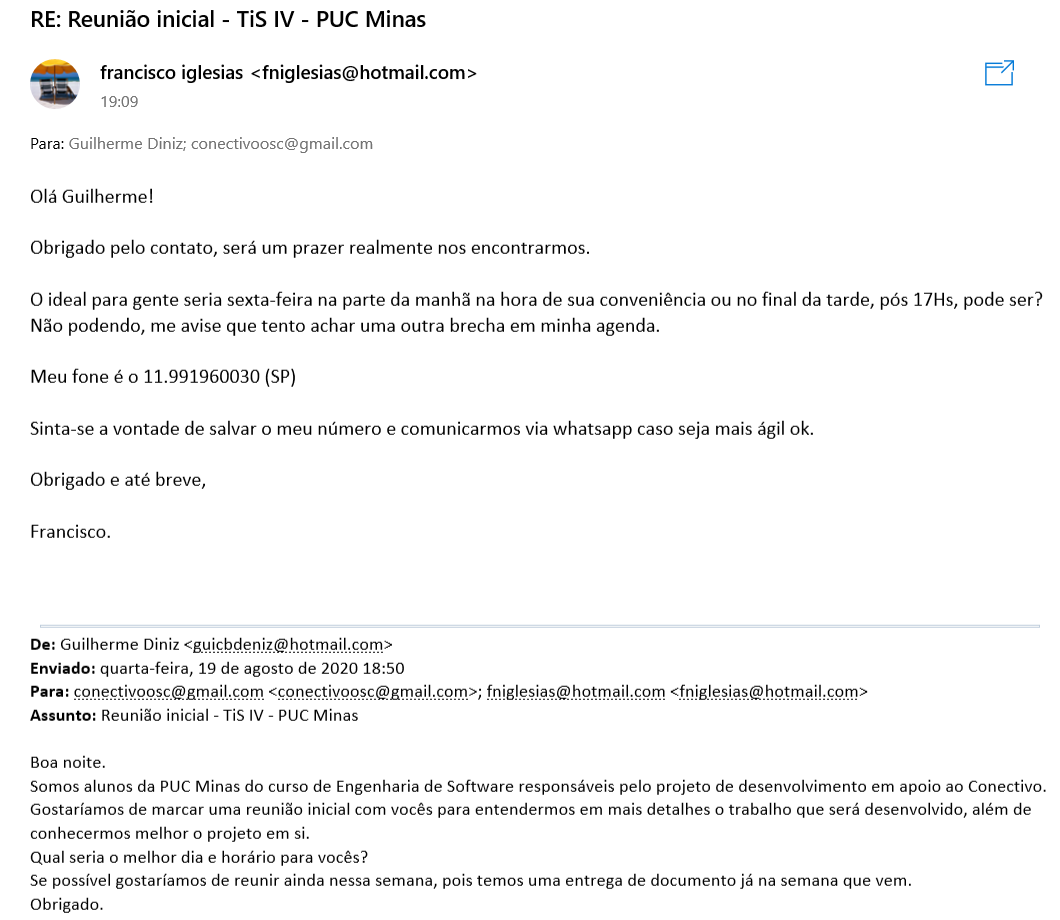 RE: Reunião inicial - TiS IV - PUC Minas
francisco iglesias <fniglesias@hotmail.com>
19:09
Para: Guilherme Diniz; conectivoosc@gmail.com
Olá Guilherme!
Obrigado pelo contato, será um prazer realmente nos encontrarmos.
O ideal para gente seria sexta-feira na parte da manhã na hora de sua conveniência ou no final da tarde, pós 17Hs, pode ser?
Não podendo, me avise que tento achar uma outra brecha em minha agenda.
Meu fone é o 11.991960030 (SP)
Sinta-se a vontade de salvar o meu número e comunicarmos via whatsapp caso seja mais ágil ok.
Obrigado e até breve,
Francisco.
De: Guilherme Diniz <guicbdeniz@hotmail.com>
Enviado: quarta-feira, 19 de agosto de 2020 18:50
Para: conectivoosc@gmail.com <conectivoosc@gmail.com>; fniglesias@hotmail.com <fniglesias@hotmail.com>
Assunto: Reunião inicial - TiS IV - PUC Minas
Boa noite.
Somos alunos da PUC Minas do curso de Engenharia de Software responsáveis pelo projeto de desenvolvimento em apoio ao Conectivo.
Gostaríamos de marcar uma reunião inicial com vocês para entendermos em mais detalhes o trabalho que será desenvolvido, além de
conhecermos melhor o projeto em si.
Qual seria o melhor dia e horário para vocês?
Se possível gostaríamos de reunir ainda nessa semana, pois temos uma entrega de documento já na semana que vem.
Obrigado.